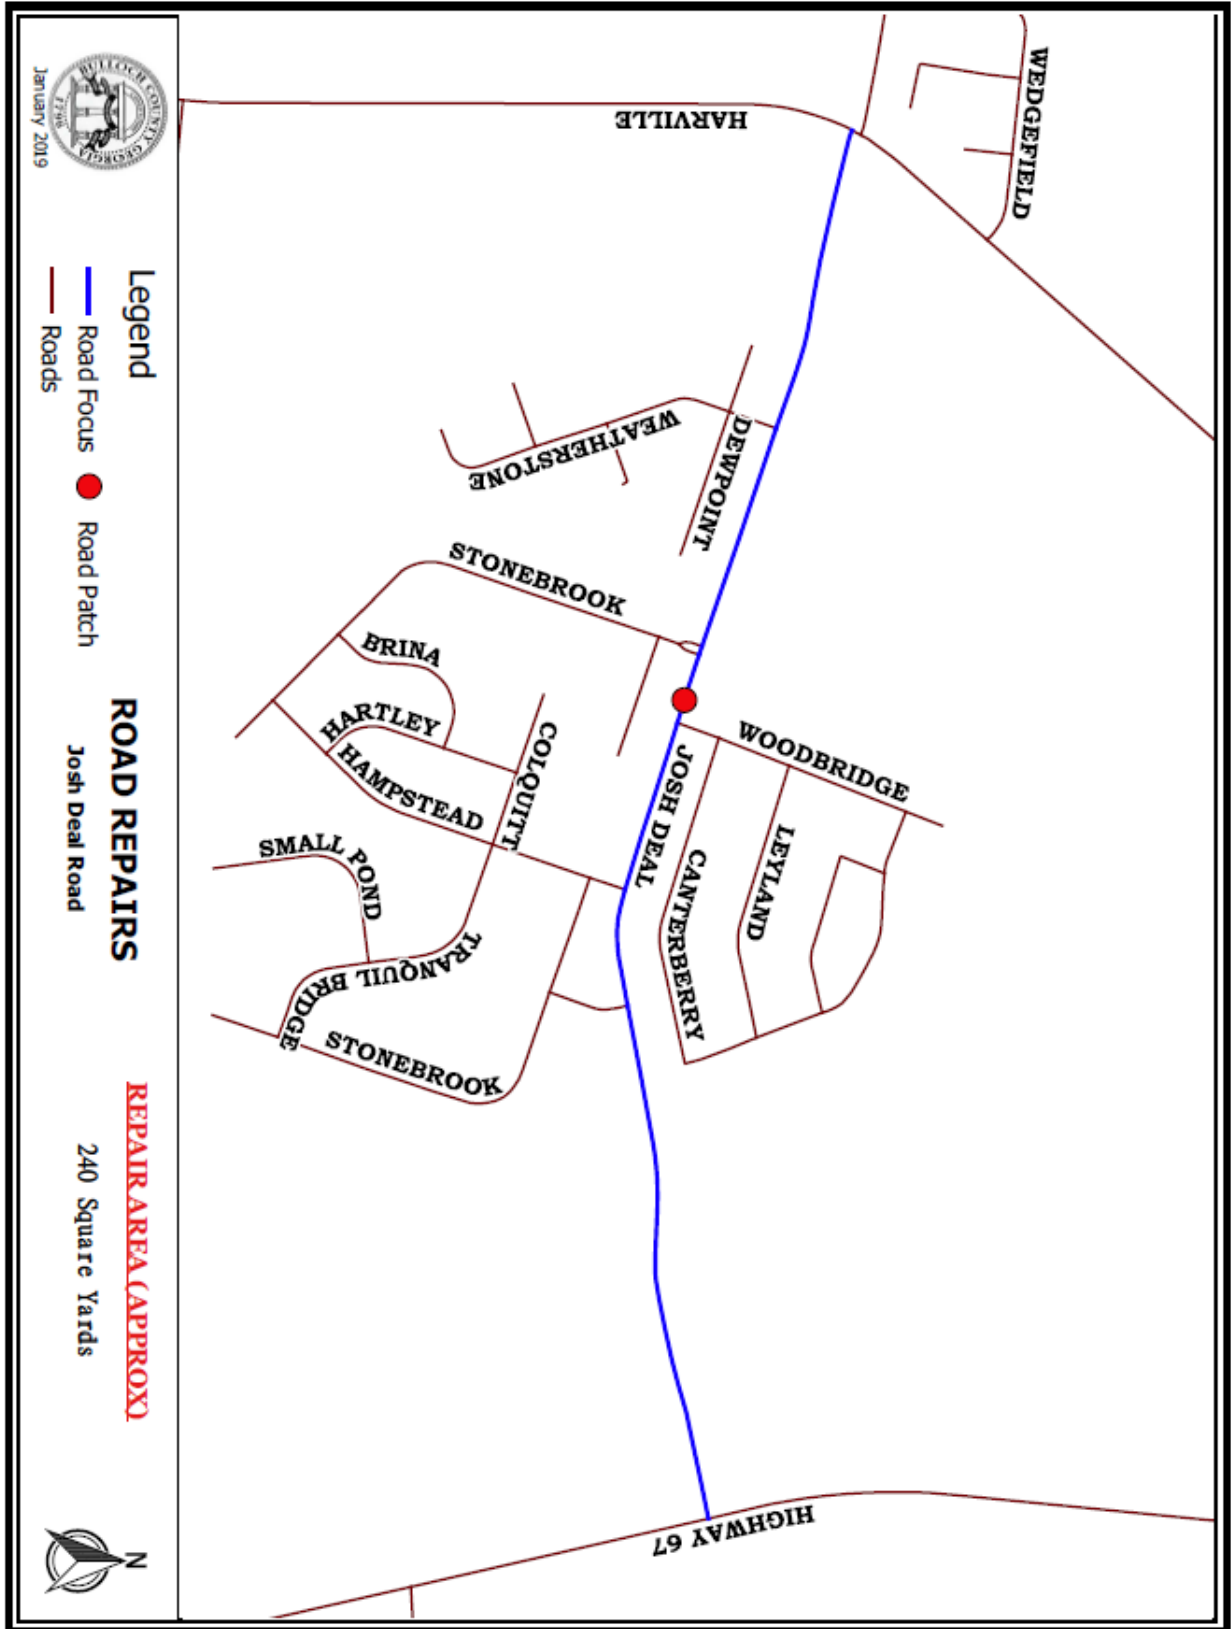 WEDGEFIELD
HARVILLE
DEWPOINT
WEATHERSTONE
STONEBROOK
WOODBRIDGE
BRINA
HARTLEY
COLQUITT
HAMPSTEAD
JOSH DEAL
LEYLAND
CANTERBERRY
SMALL POND
TRANQUIL BRIDGE
STONEBROOK
HIGHWAY 67
BULLOCH COUNTY GEORGIA
1796
January 2019
Legend
Road Focus
Road Patch
Roads
ROAD REPAIRS
Josh Deal Road
REPAIR AREA (APPROX)
240 Square Yards
N